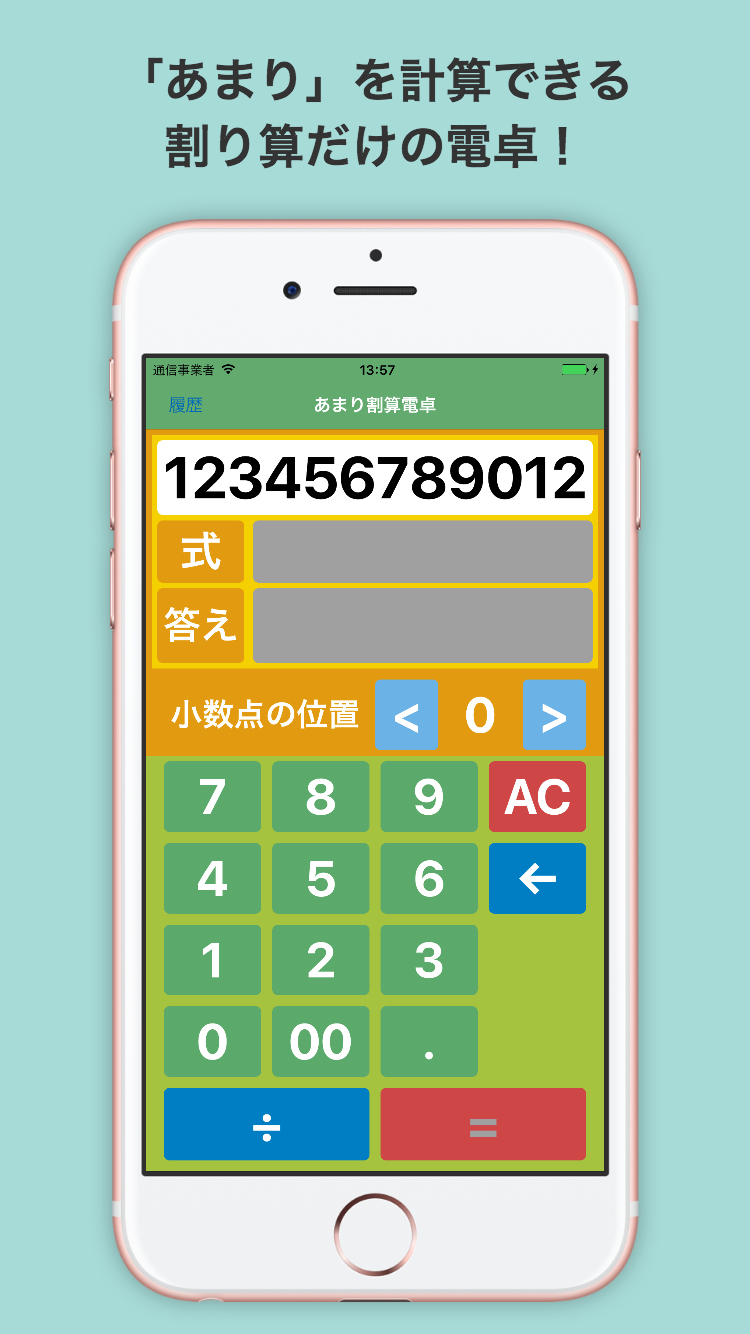 「あまり」を計算できる
割り算だけの電卓！
通信事業者 13:57
履歴 あまり割算電卓
123456789012
式
答え
小数点の位置 < 0 >
7 8 9 AC
4 5 6 ←
1 2 3
0 00 .
÷ =